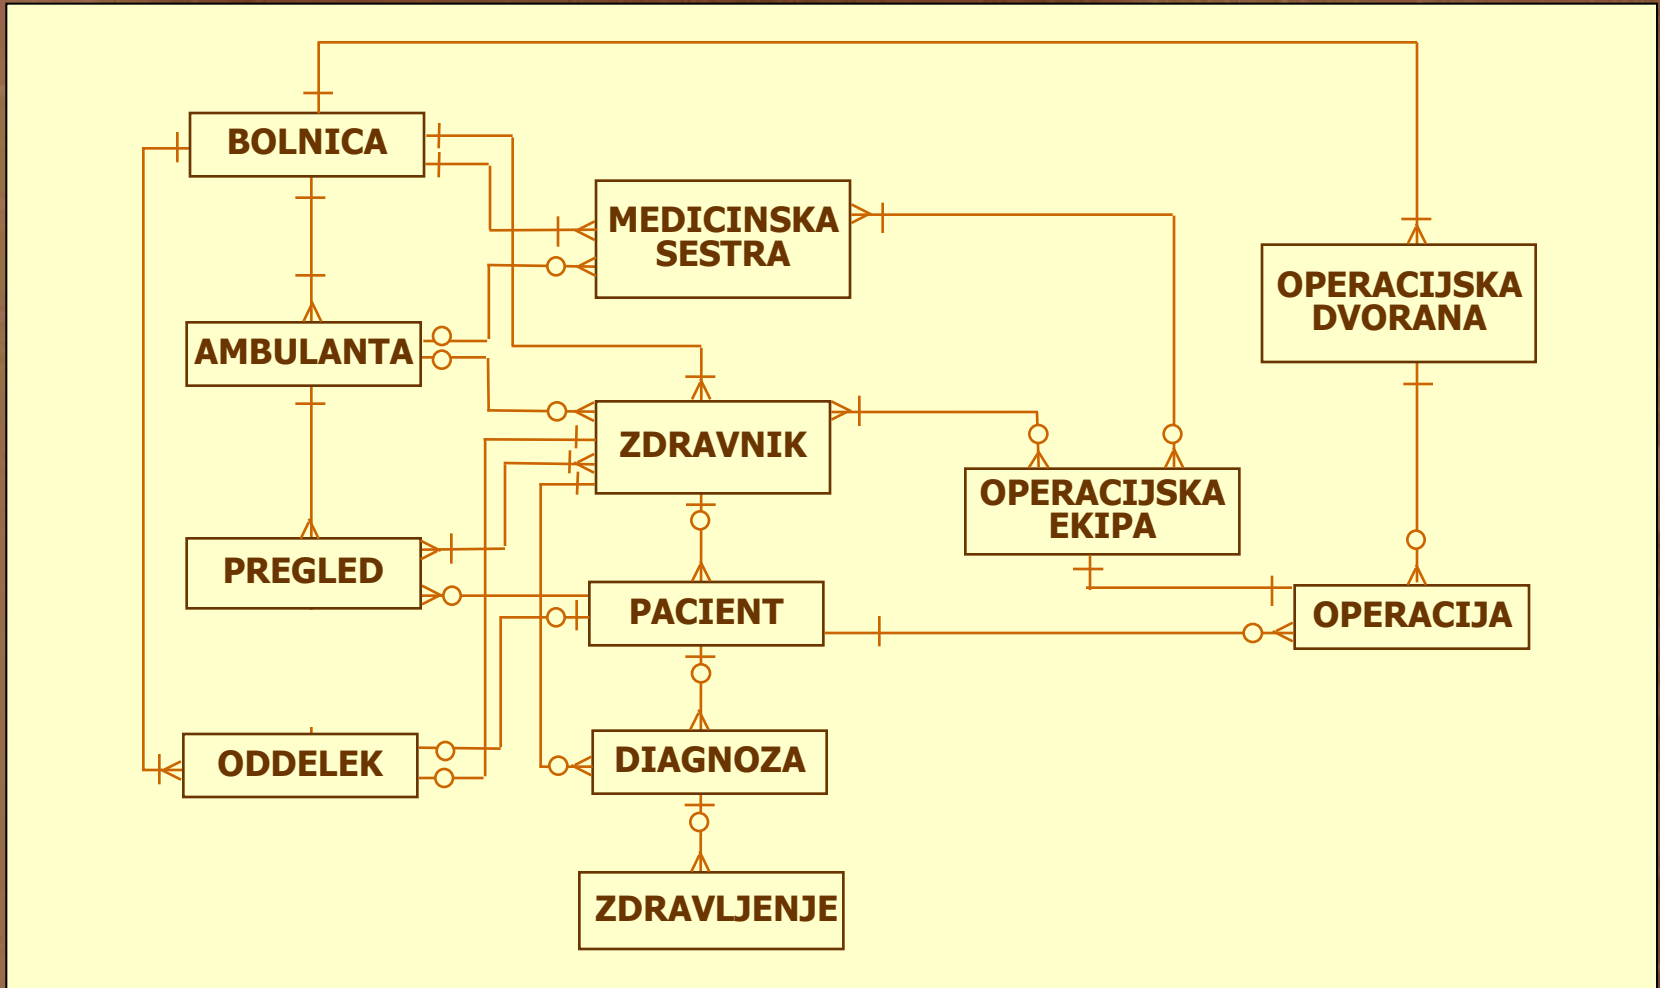 BOLNICA
MEDICINSKA
SESTRA
OPERACIJSKA
DVORANA
AMBULANTA
ZDRAVNIK
OPERACIJSKA
EKIPA
PREGLED
PACIENT
OPERACIJA
ODDELEK
DIAGNOZA
ZDRAVLJENJE